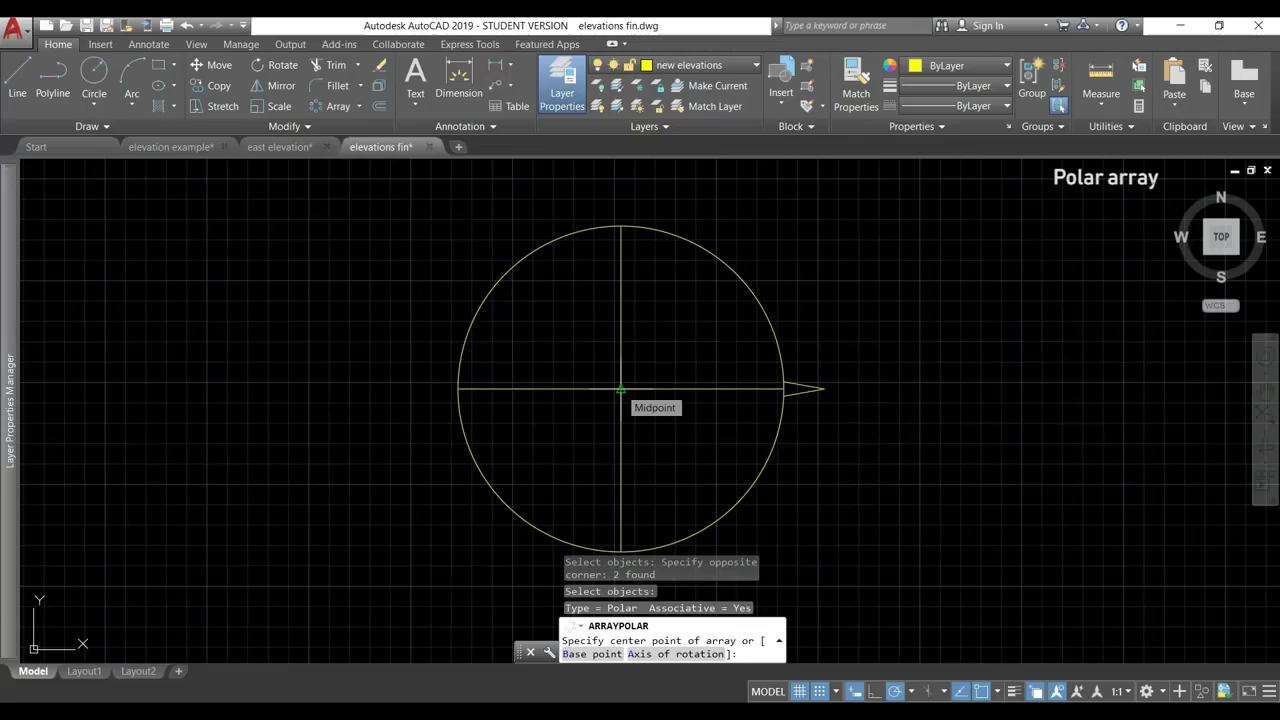 Autodesk AutoCAD 2019 - STUDENT VERSION elevations fin.dwg
Type a keyword or phrase
Sign In
Home Insert Annotate View Manage Output Add-ins Collaborate Express Tools Featured Apps
Move Rotate Trim
Copy Mirror Fillet
Stretch Scale Array
Line Polyline Circle Arc
Text Dimension Table
Layer Properties
new elevations
Make Current
Match Layer
Insert
Match Properties
ByLayer
ByLayer
ByLayer
Group
Measure
Paste
Base
Draw Modify Annotation Layers Block Properties Groups Utilities Clipboard View
Start elevation example* east elevation* elevations fin*
Polar array
N
W TOP E
S
WCS
Layer Properties Manager
Midpoint
Select objects: Specify opposite
corner: 2 found
Select objects:
Type = Polar Associative = Yes
ARRAYPOLAR
Specify center point of array or [
Base point Axis of rotation]:
Y
X
Model Layout1 Layout2
MODEL 1:1